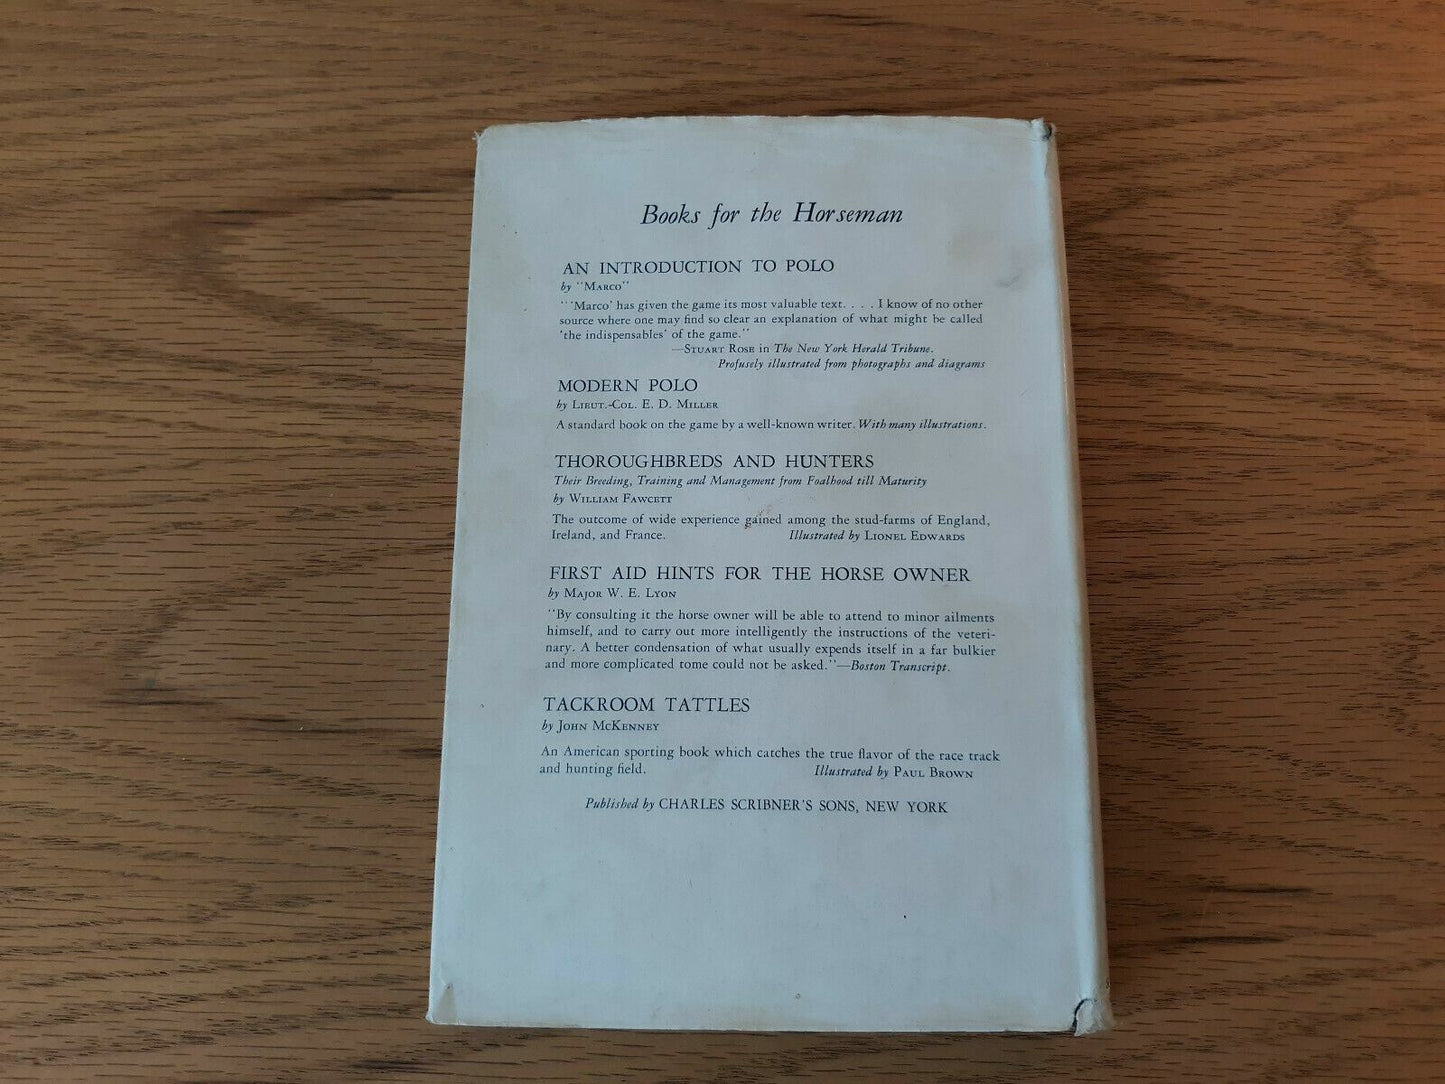 Books for the Horseman
AN INTRODUCTION TO POLO
by "Marco"
"'Marco' has given the game its most valuable text. . . . I know of no other
source where one may find so clear an explanation of what might be called
'the indispensables' of the game."
—Stuart Rose in The New York Herald Tribune.
Profusely illustrated from photographs and diagrams
MODERN POLO
by Lieut.-Col. E. D. Miller
A standard book on the game by a well-known writer. With many illustrations.
THOROUGHBREDS AND HUNTERS
Their Breeding, Training and Management from Foalhood till Maturity
by William Fawcett
The outcome of wide experience gained among the stud-farms of England,
Ireland, and France. Illustrated by Lionel Edwards
FIRST AID HINTS FOR THE HORSE OWNER
by Major W. E. Lyon
"By consulting it the horse owner will be able to attend to minor ailments
himself, and to carry out more intelligently the instructions of the veteri-
nary. A better condensation of what usually expends itself in a far bulkier
and more complicated tome could not be asked."—Boston Transcript.
TACKROOM TATTLES
by John McKenney
An American sporting book which catches the true flavor of the race track
and hunting field. Illustrated by Paul Brown
Published by CHARLES SCRIBNER'S SONS, NEW YORK